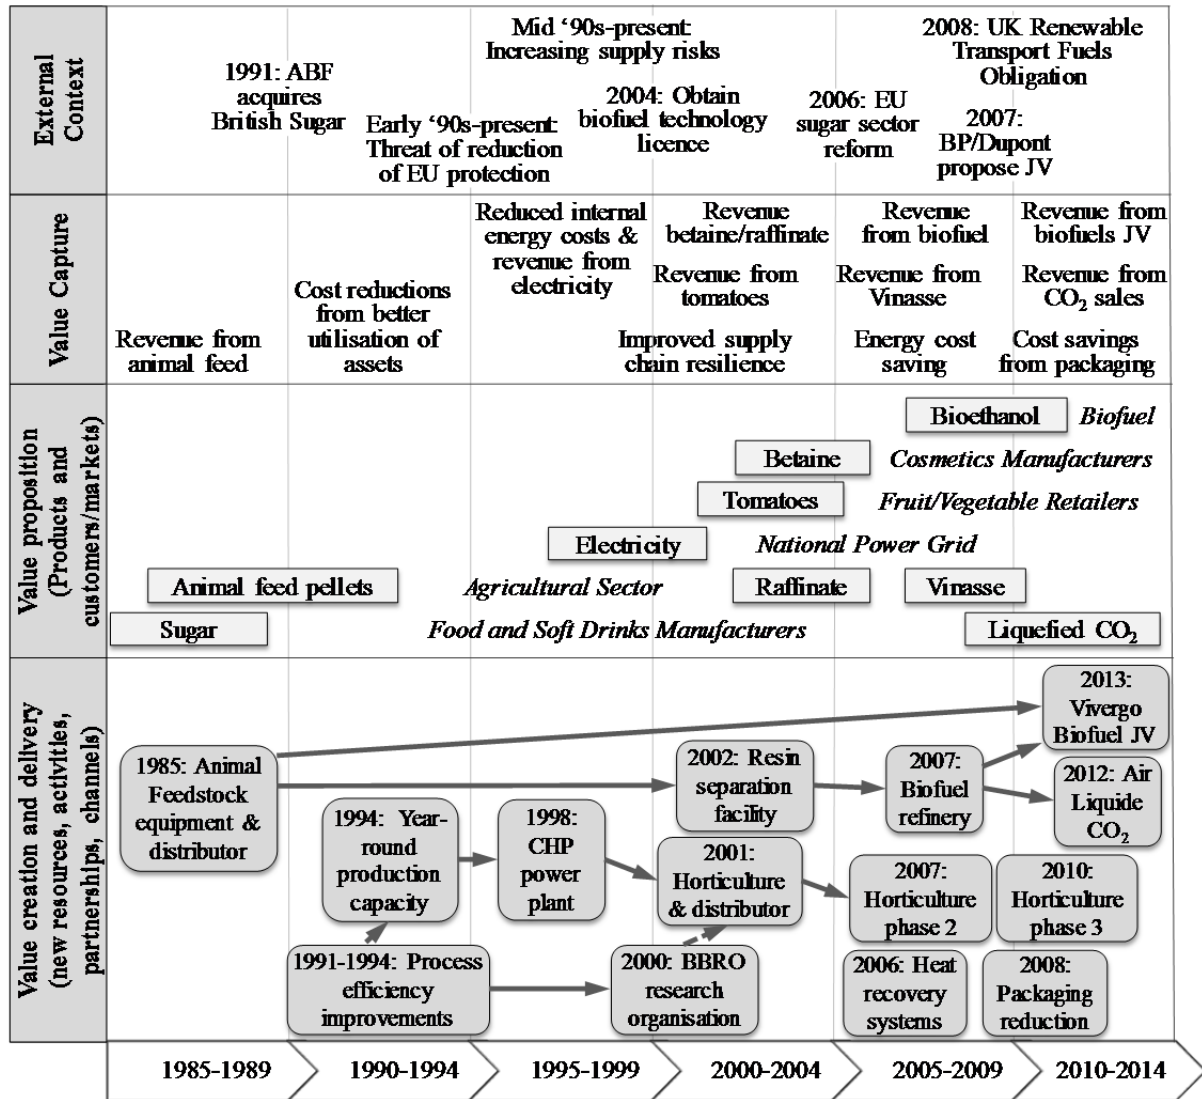 External
Context
1991: ABF
acquires
British Sugar
Early ‘90s-present:
Threat of reduction
of EU protection
Mid ‘90s-present:
Increasing supply risks
2004: Obtain
biofuel technology
licence
2006: EU
sugar sector
reform
2008: UK Renewable
Transport Fuels
Obligation
2007:
BP/Dupont
propose JV
Value Capture
Revenue from
animal feed
Cost reductions
from better
utilisation of
assets
Reduced internal
energy costs &
revenue from
electricity
Revenue
betaine/raffinate
Revenue from
tomatoes
Improved supply
chain resilience
Revenue
from biofuel
Revenue from
Vinasse
Energy cost
saving
Revenue from
biofuels JV
Revenue from
CO₂ sales
Cost savings
from packaging
Value proposition
(Products and
customers/markets)
Bioethanol Biofuel
Betaine Cosmetics Manufacturers
Tomatoes Fruit/Vegetable Retailers
Electricity National Power Grid
Animal feed pellets Agricultural Sector Raffinate Vinasse
Sugar Food and Soft Drinks Manufacturers Liquefied CO₂
Value creation and delivery
(new resources, activities,
partnerships, channels)
1985: Animal
Feedstock
equipment &
distributor
1994: Year-
round
production
capacity
1991-1994: Process
efficiency
improvements
1998:
CHP
power
plant
2002: Resin
separation
facility
2001:
Horticulture
& distributor
2000: BBRO
research
organisation
2007:
Biofuel
refinery
2007:
Horticulture
phase 2
2006: Heat
recovery
systems
2013:
Vivergo
Biofuel JV
2012: Air
Liquide
CO₂
2010:
Horticulture
phase 3
2008:
Packaging
reduction
1985-1989 1990-1994 1995-1999 2000-2004 2005-2009 2010-2014